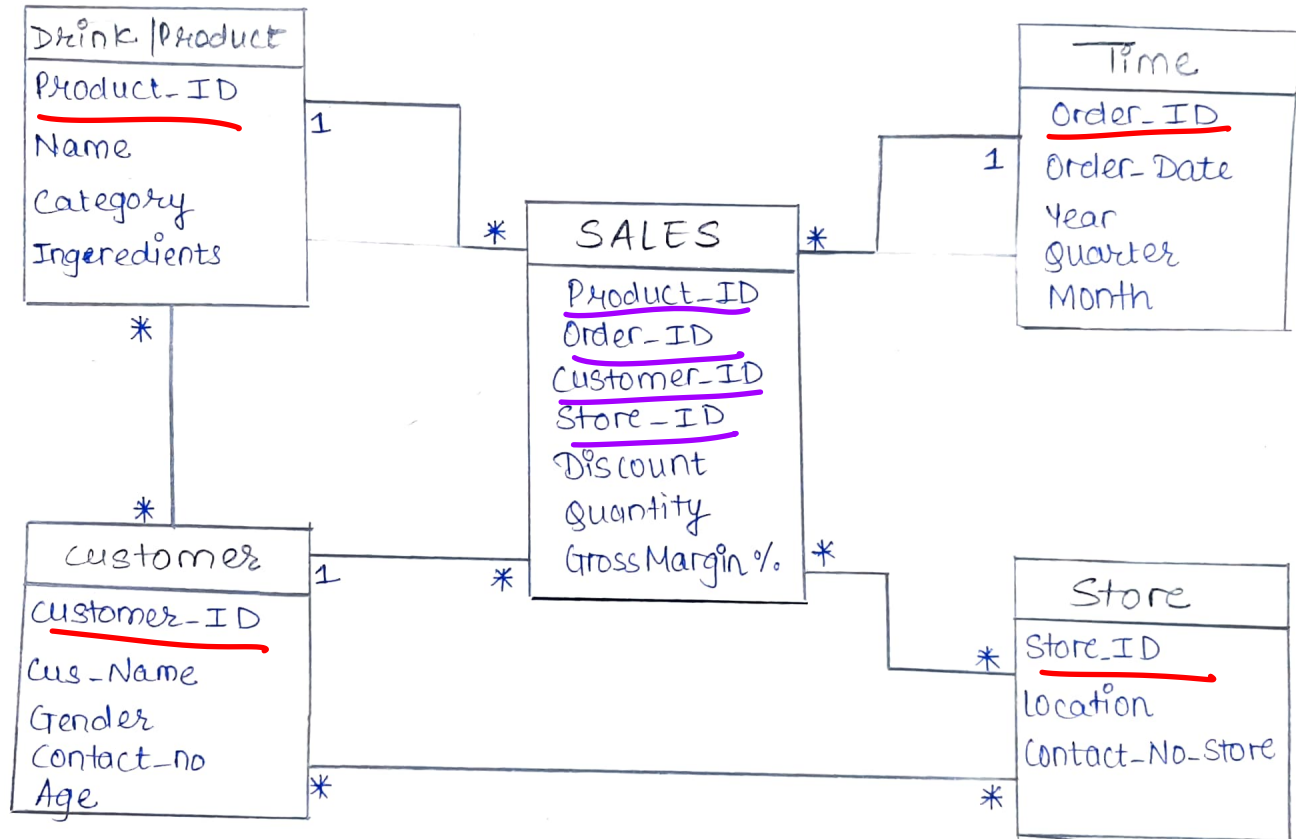 Drink/Product
Product_ID
Name
Category
Ingeredients
1
*
*
Time
Order_ID
Order_Date
Year
Quarter
Month
1
*
SALES
Product_ID
Order_ID
Customer_ID
Store_ID
Discount
Quantity
GrossMargin %.
*
*
*
customer
Customer_ID
Cus_Name
Gender
Contact_no
Age
1
*
*
Store
Store_ID
Location
Contact_No_Store
*
*